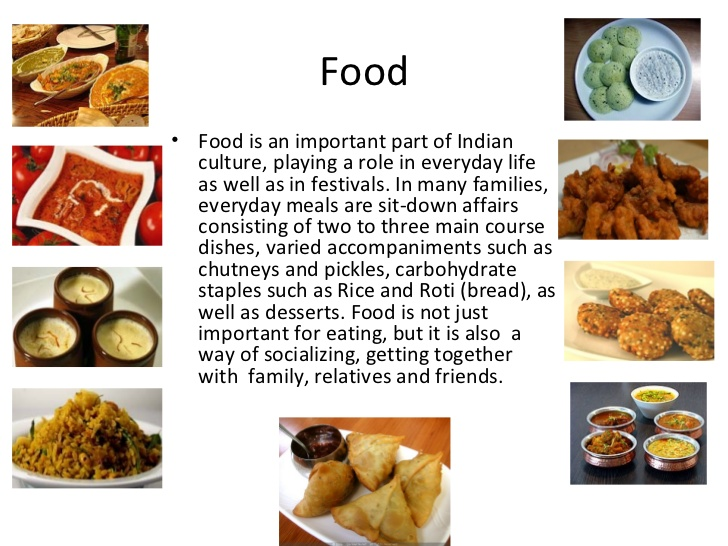 Food
• Food is an important part of Indian
culture, playing a role in everyday life
as well as in festivals. In many families,
everyday meals are sit-down affairs
consisting of two to three main course
dishes, varied accompaniments such as
chutneys and pickles, carbohydrate
staples such as Rice and Roti (bread), as
well as desserts. Food is not just
important for eating, but it is also  a
way of socializing, getting together
with  family, relatives and friends.